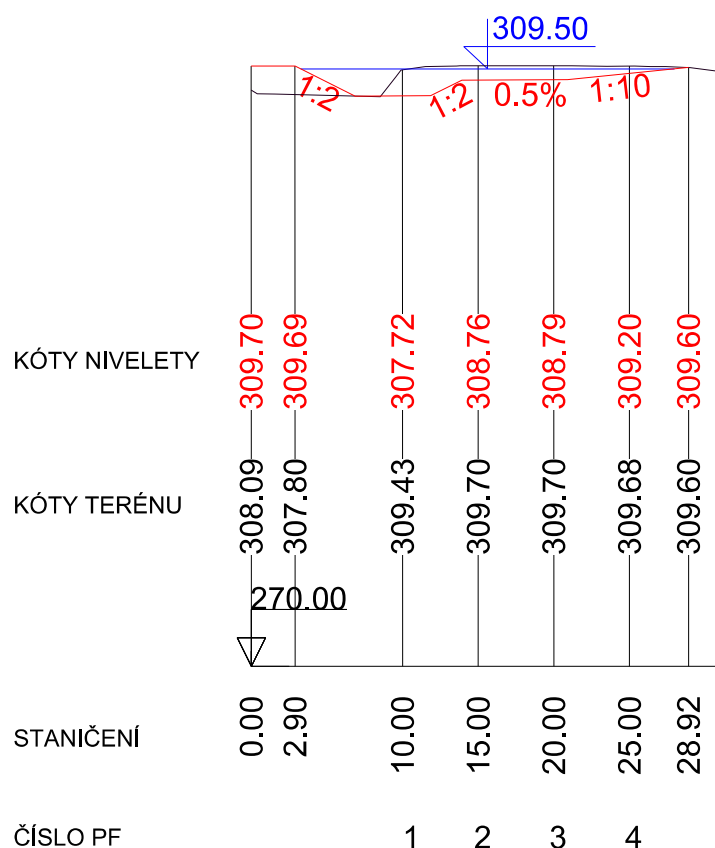 309.50
1:2 1:2 0.5% 1:10
KÓTY NIVELETY 309.70 309.69 307.72 308.76 308.79 309.20 309.60
KÓTY TERÉNU 308.09 307.80 309.43 309.70 309.70 309.68 309.60
270.00
STANIČENÍ 0.00 2.90 10.00 15.00 20.00 25.00 28.92
ČÍSLO PF 1 2 3 4